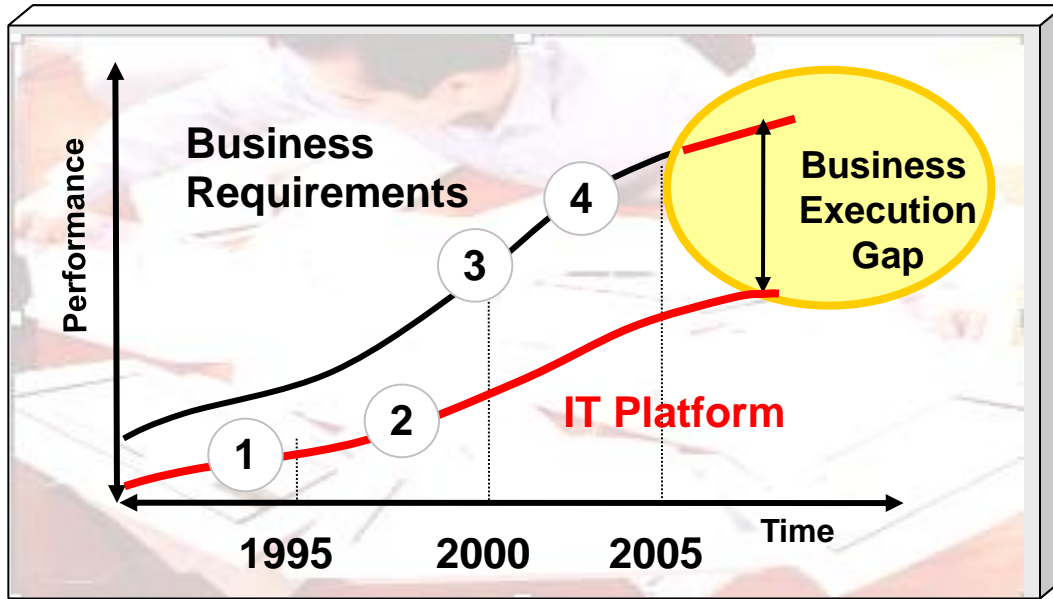 Business
Requirements
Performance
4
3
2
1
Business
Execution
Gap
IT Platform
Time
1995 2000 2005